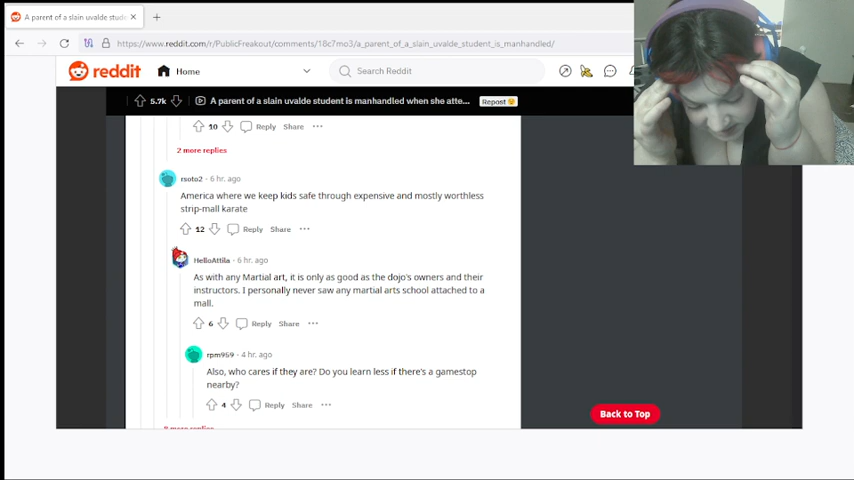 A parent of a slain uvalde stude
https://www.reddit.com/r/PublicFreakout/comments/18c7mo3/a_parent_of_a_slain_uvalde_student_is_manhandled/
reddit
Home
Search Reddit
5.7k
A parent of a slain uvalde student is manhandled when she atte...
Repost
10 Reply Share
2 more replies
rsoto2 · 6 hr. ago
America where we keep kids safe through expensive and mostly worthless
strip-mall karate
12 Reply Share
HelloAttila · 6 hr. ago
As with any Martial art, it is only as good as the dojo's owners and their
instructors. I personally never saw any martial arts school attached to a
mall.
6 Reply Share
rpm959 · 4 hr. ago
Also, who cares if they are? Do you learn less if there's a gamestop
nearby?
4 Reply Share
more replies
Back to Top